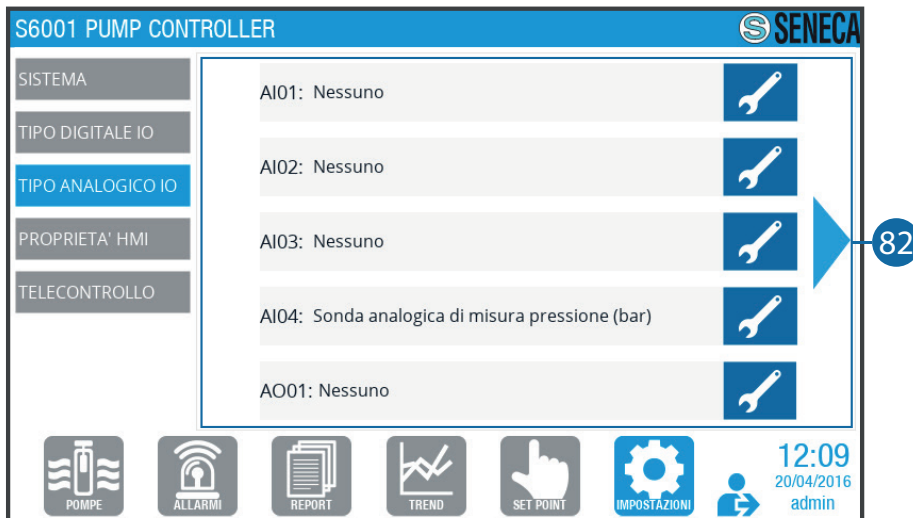 S6001 PUMP CONTROLLER
S SENECA
SISTEMA
TIPO DIGITALE IO
TIPO ANALOGICO IO
PROPRIETA' HMI
TELECONTROLLO
AI01: Nessuno
AI02: Nessuno
AI03: Nessuno
AI04: Sonda analogica di misura pressione (bar)
AO01: Nessuno
82
POMPE
ALLARMI
REPORT
TREND
SET POINT
IMPOSTAZIONI
12:09
20/04/2016
admin